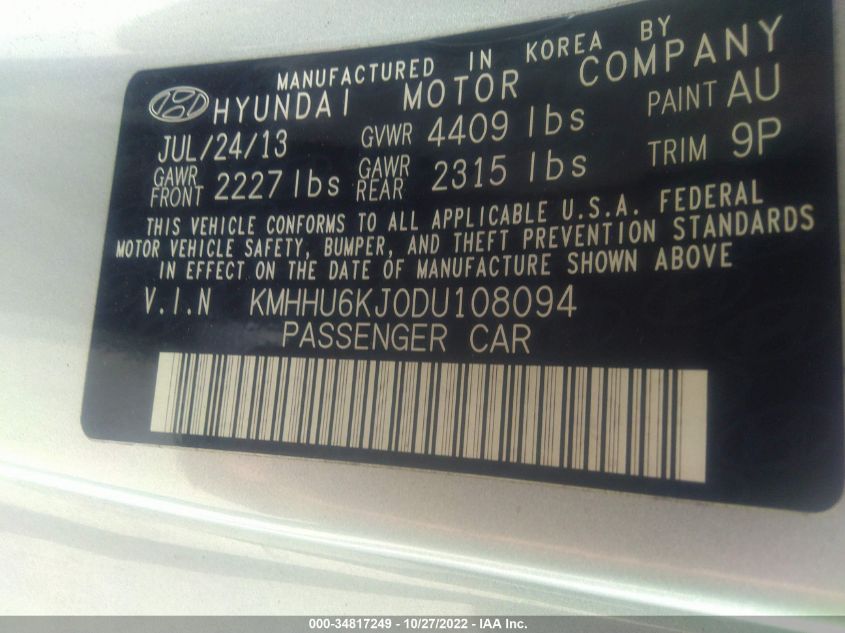 MANUFACTURED IN KOREA BY
HYUNDAI MOTOR COMPANY
JUL/24/13 GVWR 4409 lbs PAINT AU
GAWR FRONT 2227 lbs GAWR REAR 2315 lbs TRIM 9P
THIS VEHICLE CONFORMS TO ALL APPLICABLE U.S.A. FEDERAL
MOTOR VEHICLE SAFETY, BUMPER, AND THEFT PREVENTION STANDARDS
IN EFFECT ON THE DATE OF MANUFACTURE SHOWN ABOVE
V.I.N KMHHU6KJ0DU108094
PASSENGER CAR
000-34817249 - 10/27/2022 - IAA Inc.